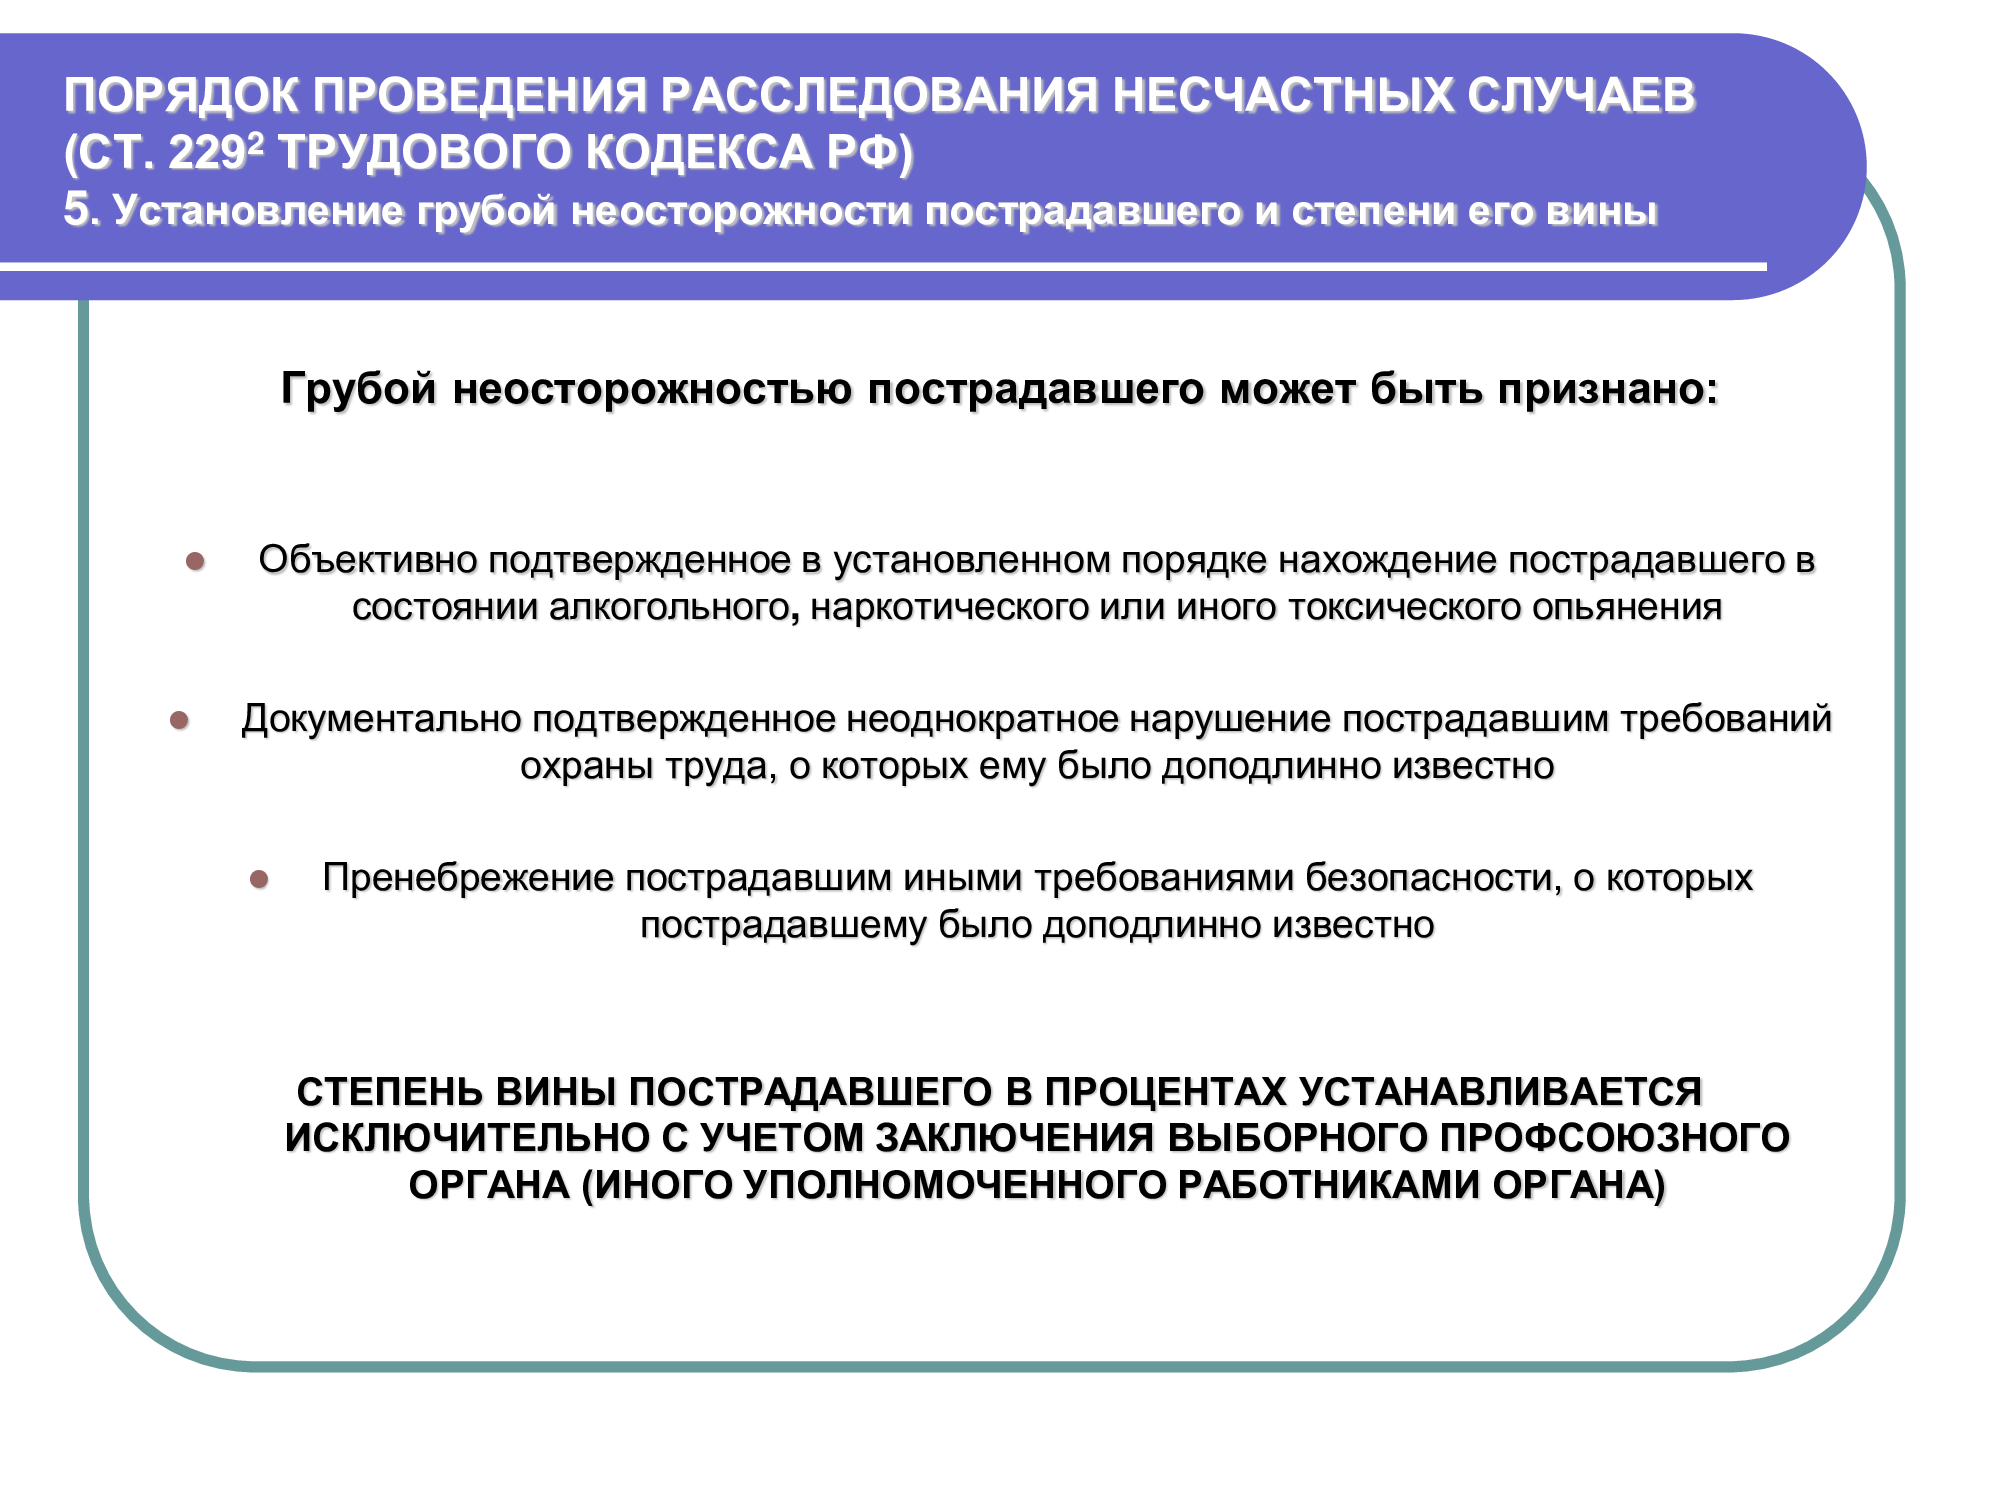 ПОРЯДОК ПРОВЕДЕНИЯ РАССЛЕДОВАНИЯ НЕСЧАСТНЫХ СЛУЧАЕВ
(СТ. 229² ТРУДОВОГО КОДЕКСА РФ)
5. Установление грубой неосторожности пострадавшего и степени его вины
Грубой неосторожностью пострадавшего может быть признано:
● Объективно подтвержденное в установленном порядке нахождение пострадавшего в
состоянии алкогольного, наркотического или иного токсического опьянения
● Документально подтвержденное неоднократное нарушение пострадавшим требований
охраны труда, о которых ему было доподлинно известно
● Пренебрежение пострадавшим иными требованиями безопасности, о которых
пострадавшему было доподлинно известно
СТЕПЕНЬ ВИНЫ ПОСТРАДАВШЕГО В ПРОЦЕНТАХ УСТАНАВЛИВАЕТСЯ
ИСКЛЮЧИТЕЛЬНО С УЧЕТОМ ЗАКЛЮЧЕНИЯ ВЫБОРНОГО ПРОФСОЮЗНОГО
ОРГАНА (ИНОГО УПОЛНОМОЧЕННОГО РАБОТНИКАМИ ОРГАНА)